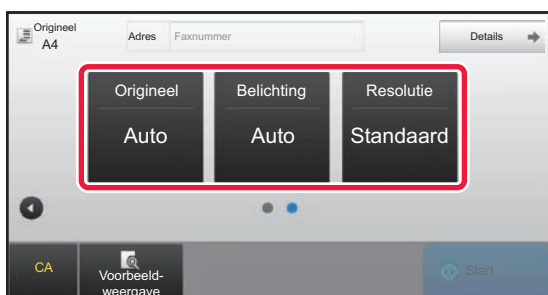 Origineel
A4
Adres Faxnummer
Details
Origineel Belichting Resolutie
Auto Auto Standaard
CA
Voorbeeld-
weergave
Start